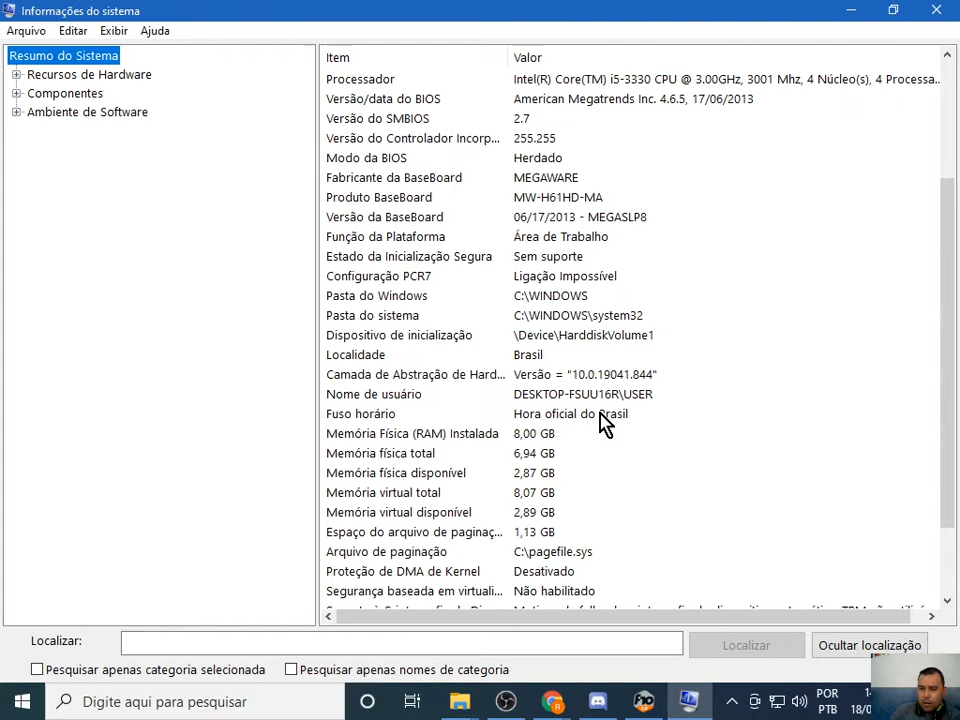 Informações do sistema
Arquivo Editar Exibir Ajuda
Resumo do Sistema
Recursos de Hardware
Componentes
Ambiente de Software
Item Valor
Processador Intel(R) Core(TM) i5-3330 CPU @ 3.00GHz, 3001 Mhz, 4 Núcleo(s), 4 Processa...
Versão/data do BIOS American Megatrends Inc. 4.6.5, 17/06/2013
Versão do SMBIOS 2.7
Versão do Controlador Incorp... 255.255
Modo da BIOS Herdado
Fabricante da BaseBoard MEGAWARE
Produto BaseBoard MW-H61HD-MA
Versão da BaseBoard 06/17/2013 - MEGASLP8
Função da Plataforma Área de Trabalho
Estado da Inicialização Segura Sem suporte
Configuração PCR7 Ligação Impossível
Pasta do Windows C:\WINDOWS
Pasta do sistema C:\WINDOWS\system32
Dispositivo de inicialização \Device\HarddiskVolume1
Localidade Brasil
Camada de Abstração de Hard... Versão = "10.0.19041.844"
Nome de usuário DESKTOP-FSUU16R\USER
Fuso horário Hora oficial do Brasil
Memória Física (RAM) Instalada 8,00 GB
Memória física total 6,94 GB
Memória física disponível 2,87 GB
Memória virtual total 8,07 GB
Memória virtual disponível 2,89 GB
Espaço do arquivo de paginaç... 1,13 GB
Arquivo de paginação C:\pagefile.sys
Proteção de DMA de Kernel Desativado
Segurança baseada em virtuali... Não habilitado
Localizar: Localizar Ocultar localização
Pesquisar apenas categoria selecionada Pesquisar apenas nomes de categoria
Digite aqui para pesquisar
POR
PTB